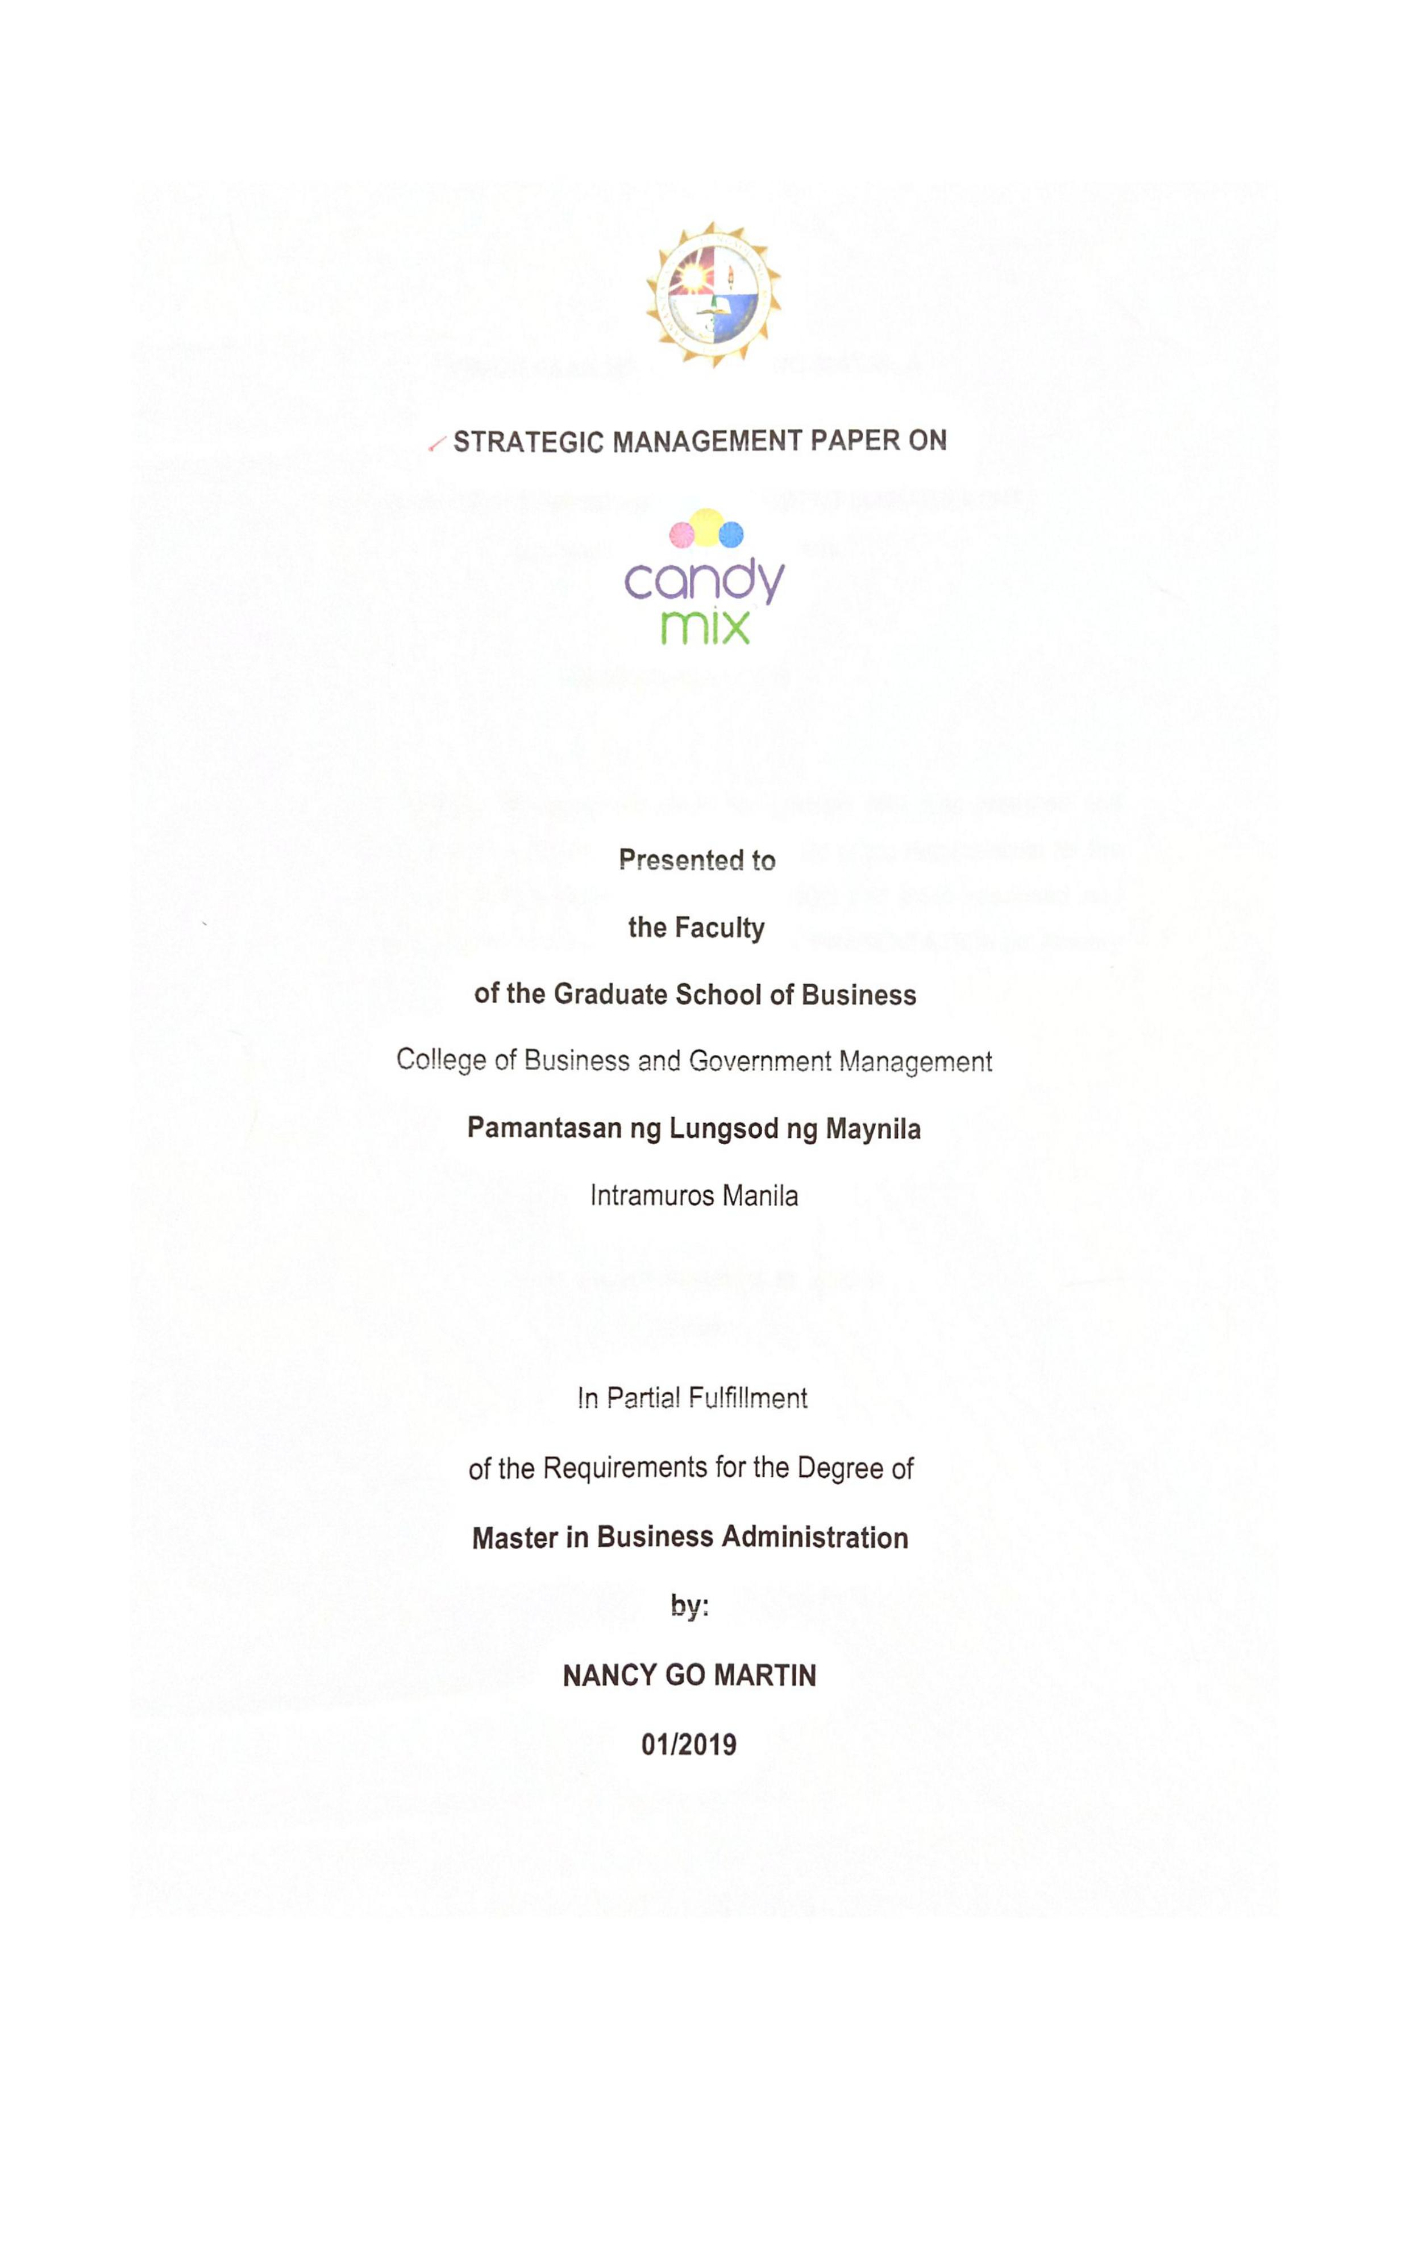 STRATEGIC MANAGEMENT PAPER ON
candy
mix
Presented to
the Faculty
of the Graduate School of Business
College of Business and Government Management
Pamantasan ng Lungsod ng Maynila
Intramuros Manila
In Partial Fulfillment
of the Requirements for the Degree of
Master in Business Administration
by:
NANCY GO MARTIN
01/2019